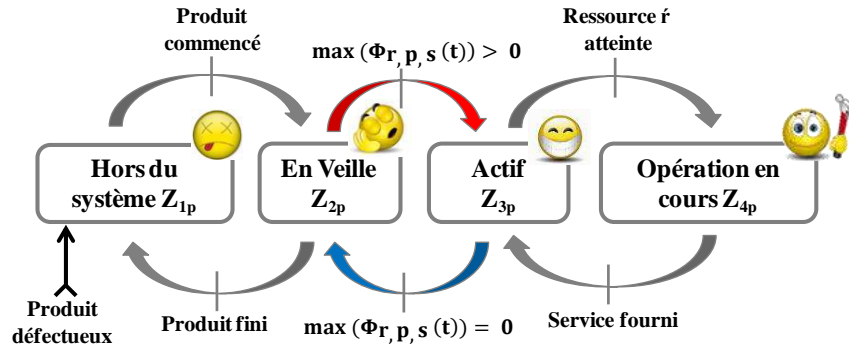 Produit
commencé
max (Φr, p, s (t)) > 0
Ressource ŕ
atteinte
Hors du
système Z1p
En Veille
Z2p
Actif
Z3p
Opération en
cours Z4p
Produit
défectueux
Produit fini
max (Φr, p, s (t)) = 0
Service fourni